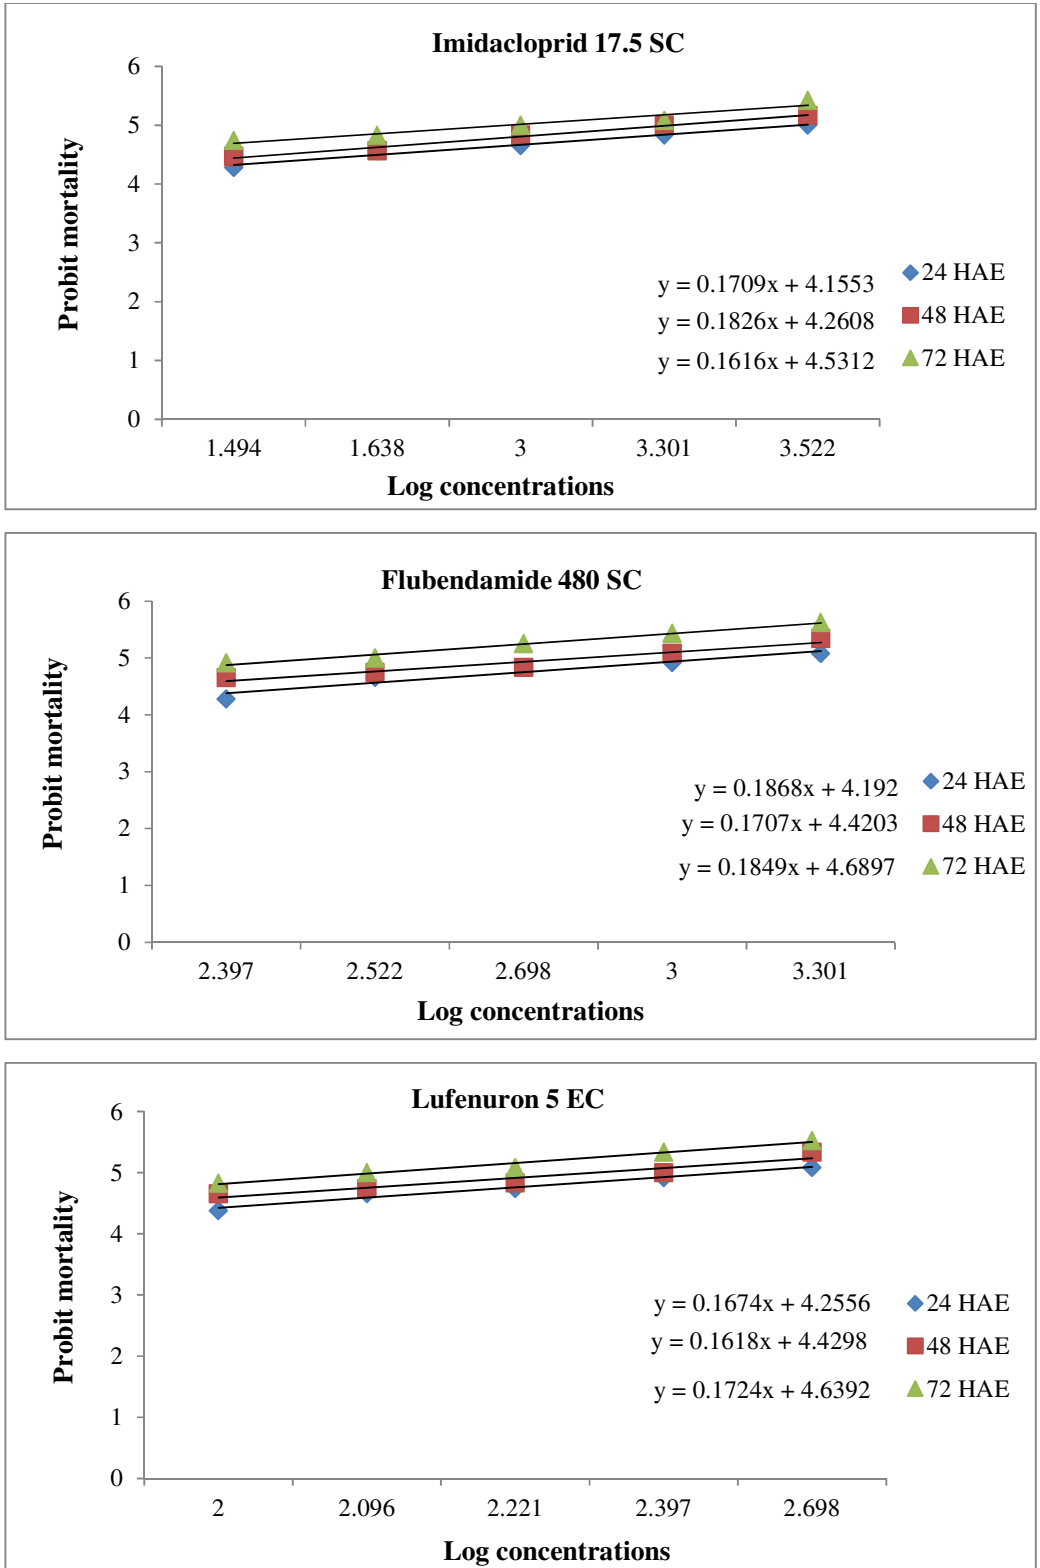 Imidacloprid 17.5 SC
6
5
4
3
2
1
0
Probit mortality
y = 0.1709x + 4.1553
y = 0.1826x + 4.2608
y = 0.1616x + 4.5312
24 HAE
48 HAE
72 HAE
1.494 1.638 3 3.301 3.522
Log concentrations
Flubendamide 480 SC
6
5
4
3
2
1
0
Probit mortality
y = 0.1868x + 4.192
y = 0.1707x + 4.4203
y = 0.1849x + 4.6897
24 HAE
48 HAE
72 HAE
2.397 2.522 2.698 3 3.301
Log concentrations
Lufenuron 5 EC
6
5
4
3
2
1
0
Probit mortality
y = 0.1674x + 4.2556
y = 0.1618x + 4.4298
y = 0.1724x + 4.6392
24 HAE
48 HAE
72 HAE
2 2.096 2.221 2.397 2.698
Log concentrations